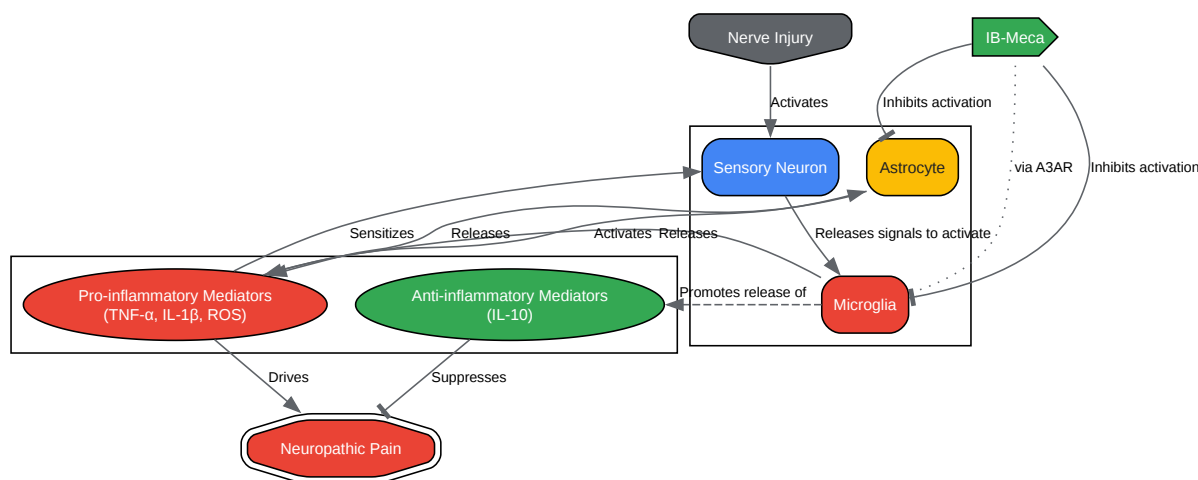 Nerve Injury
IB-Meca
Activates
Inhibits activation
Sensory Neuron
Astrocyte
via A3AR
Inhibits activation
Sensitizes
Releases
Activates
Releases
Releases signals to activate
Pro-inflammatory Mediators
(TNF-α, IL-1β, ROS)
Anti-inflammatory Mediators
(IL-10)
Promotes release of
Microglia
Drives
Suppresses
Neuropathic Pain